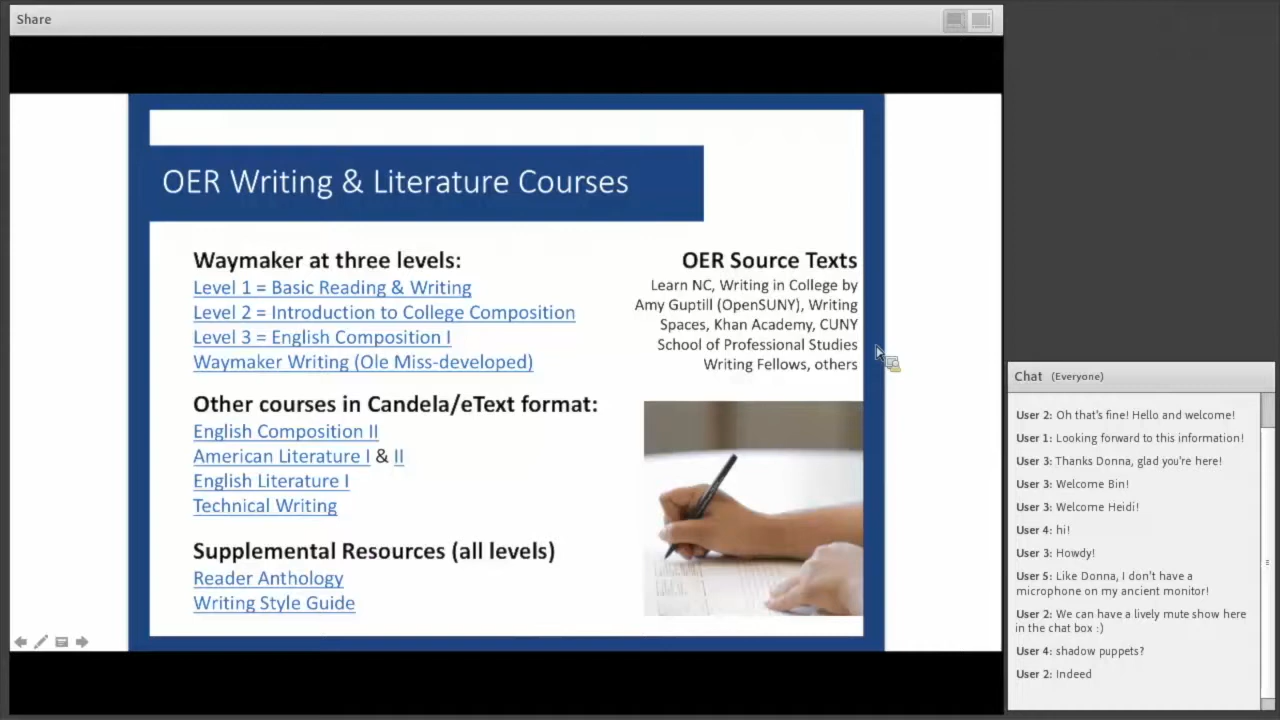 Share
OER Writing & Literature Courses
Waymaker at three levels:
Level 1 = Basic Reading & Writing
Level 2 = Introduction to College Composition
Level 3 = English Composition I
Waymaker Writing (Ole Miss-developed)
Other courses in Candela/eText format:
English Composition II
American Literature I & II
English Literature I
Technical Writing
Supplemental Resources (all levels)
Reader Anthology
Writing Style Guide
OER Source Texts
Learn NC, Writing in College by
Amy Guptill (OpenSUNY), Writing
Spaces, Khan Academy, CUNY
School of Professional Studies
Writing Fellows, others
Chat (Everyone)
User 2: Oh that's fine! Hello and welcome!
User 1: Looking forward to this information!
User 3: Thanks Donna, glad you're here!
User 3: Welcome Bin!
User 3: Welcome Heidi!
User 4: hi!
User 3: Howdy!
User 5: Like Donna, I don't have a
microphone on my ancient monitor!
User 2: We can have a lively mute show here
in the chat box :)
User 4: shadow puppets?
User 2: Indeed